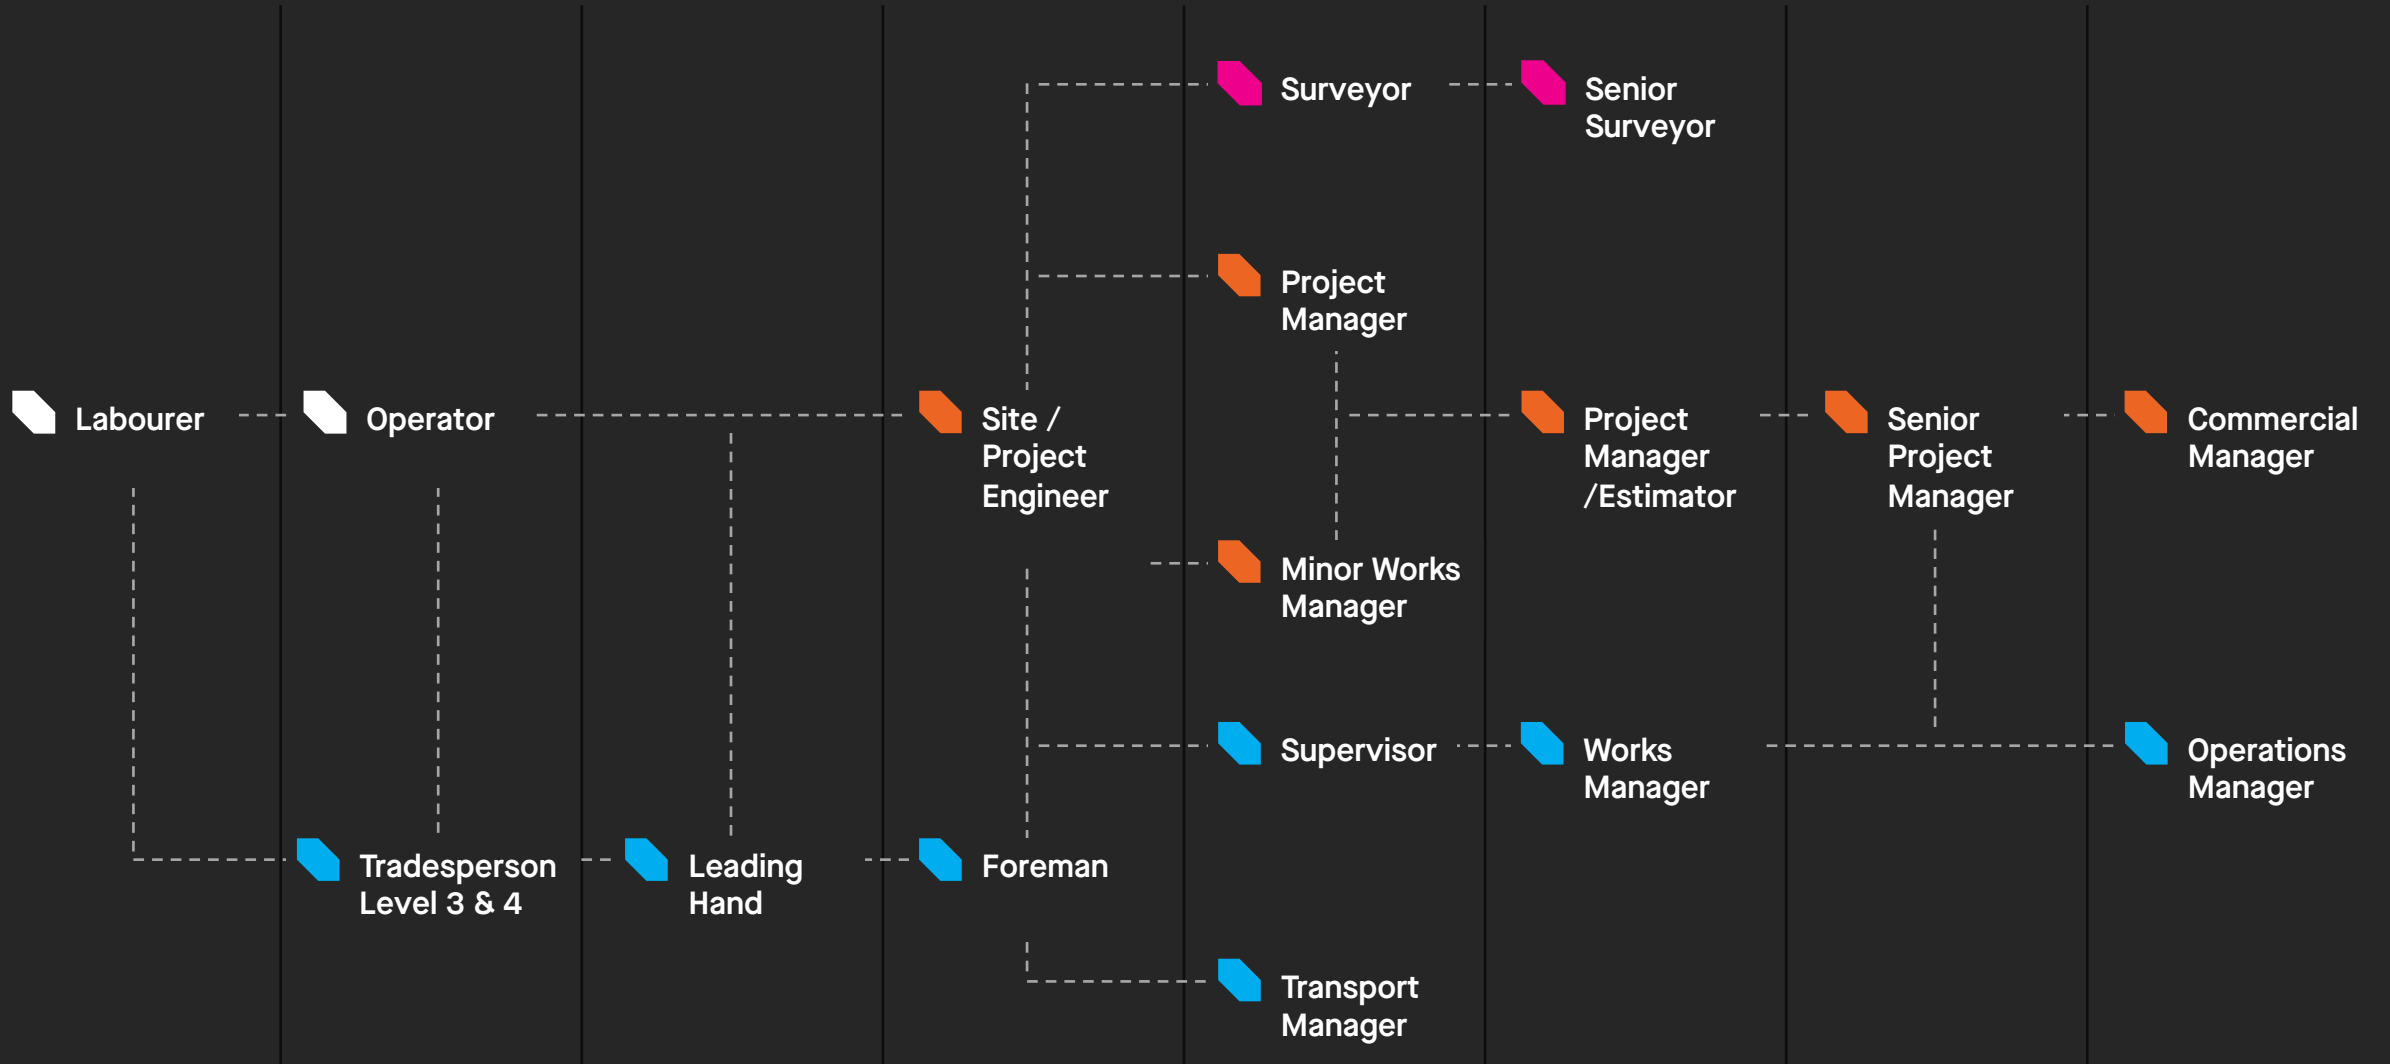 Labourer
Operator
Tradesperson
Level 3 & 4
Leading
Hand
Site /
Project
Engineer
Foreman
Surveyor
Project
Manager
Minor Works
Manager
Supervisor
Transport
Manager
Senior
Surveyor
Project
Manager
/Estimator
Works
Manager
Senior
Project
Manager
Commercial
Manager
Operations
Manager